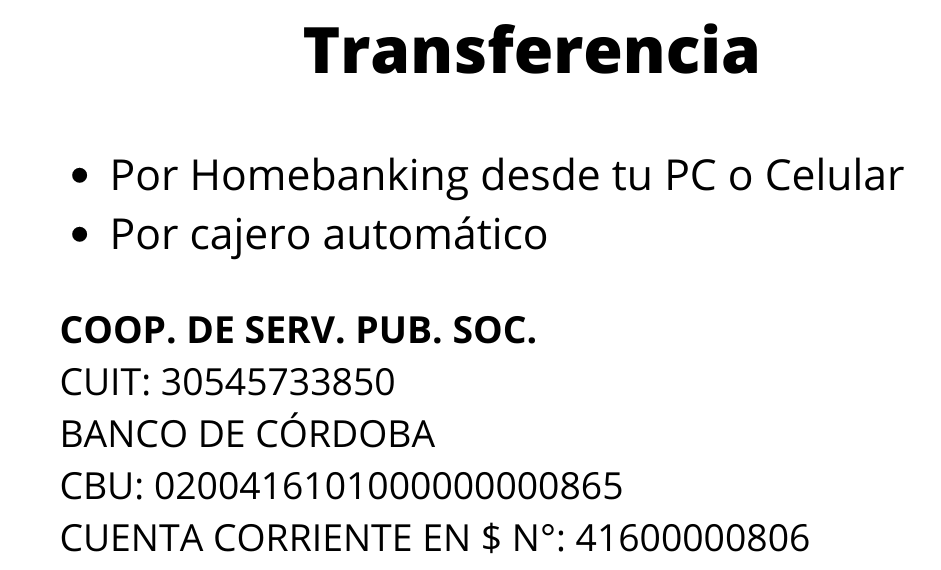 Transferencia
• Por Homebanking desde tu PC o Celular
• Por cajero automático
COOP. DE SERV. PUB. SOC.
CUIT: 30545733850
BANCO DE CÓRDOBA
CBU: 0200416101000000000865
CUENTA CORRIENTE EN $ N°: 41600000806